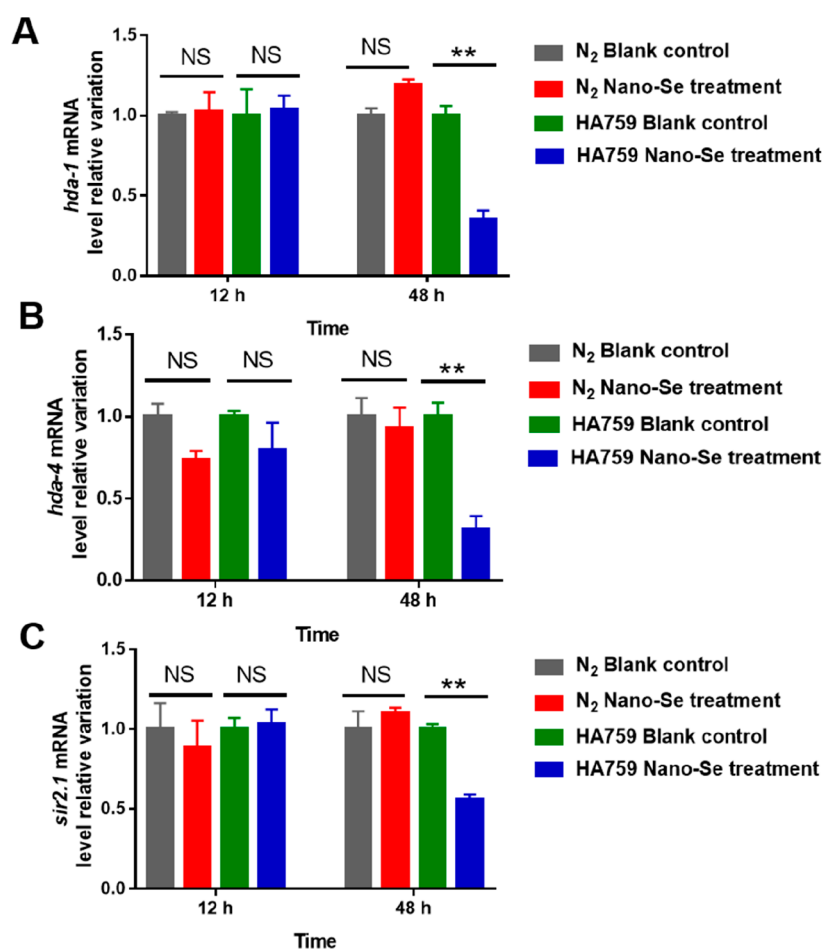 A
hda-1 mRNA
level relative variation
1.5
1.0
0.5
0.0
NS
NS
NS
**
12 h
48 h
Time
N2 Blank control
N2 Nano-Se treatment
HA759 Blank control
HA759 Nano-Se treatment
B
hda-4 mRNA
level relative variation
1.5
1.0
0.5
0.0
NS
NS
NS
**
12 h
48 h
Time
N2 Blank control
N2 Nano-Se treatment
HA759 Blank control
HA759 Nano-Se treatment
C
sir2.1 mRNA
level relative variation
1.5
1.0
0.5
0.0
NS
NS
NS
**
12 h
48 h
Time
N2 Blank control
N2 Nano-Se treatment
HA759 Blank control
HA759 Nano-Se treatment